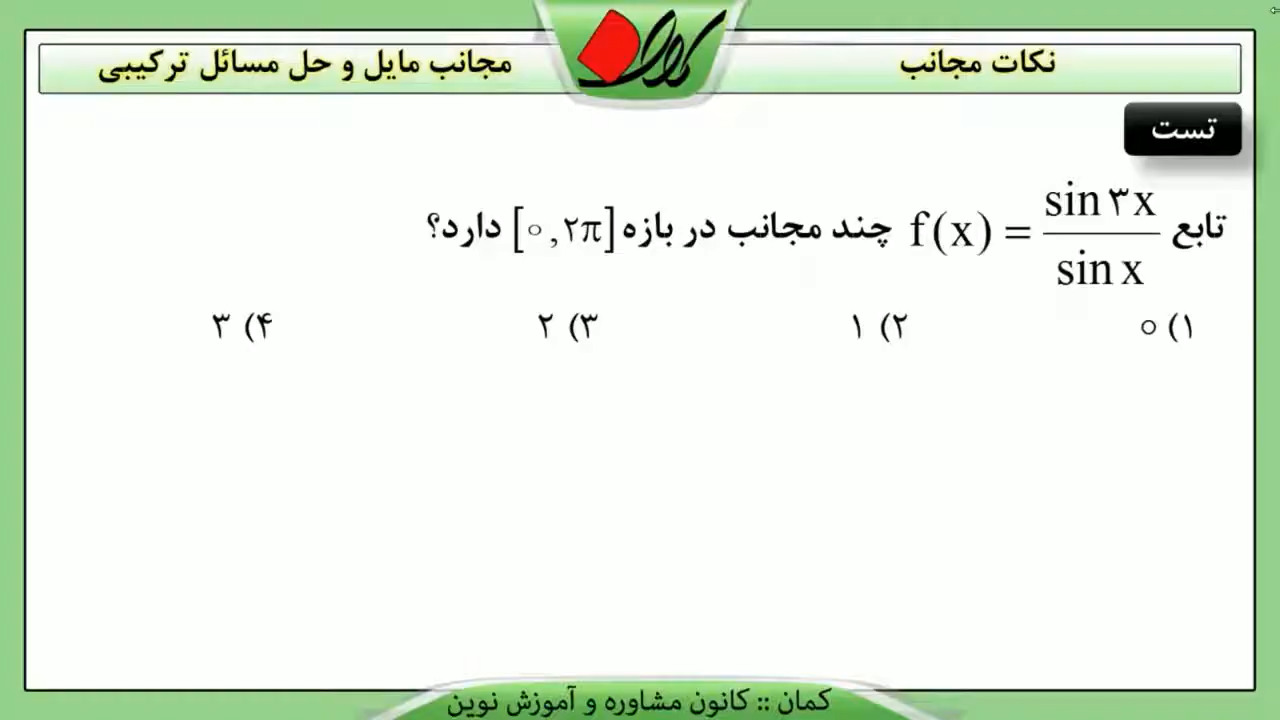 نکات مجانب
مجانب مایل و حل مسائل ترکیبی
تست
تابع f(x) = sin ۳x / sin x چند مجانب در بازه [۰, ۲π] دارد؟
۱) ۰ ۲) ۱ ۳) ۲ ۴) ۳
کمان :: کانون مشاوره و آموزش نوین